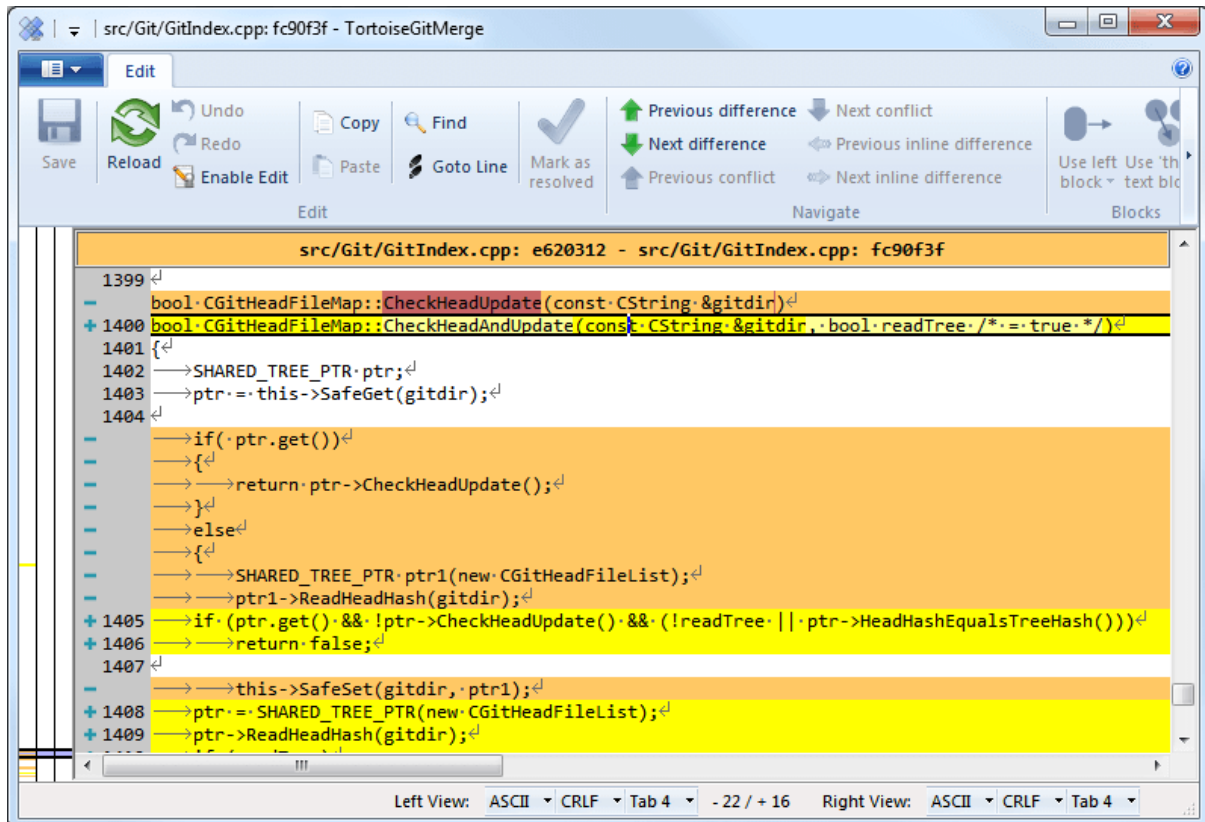 src/Git/GitIndex.cpp: fc90f3f - TortoiseGitMerge
Edit
Save
Reload
Undo
Redo
Enable Edit
Copy
Paste
Find
Goto Line
Mark as
resolved
Previous difference
Next difference
Previous conflict
Next conflict
Previous inline difference
Next inline difference
Use left
block
Use 'th
text blc
Edit
Navigate
Blocks
src/Git/GitIndex.cpp: e620312 - src/Git/GitIndex.cpp: fc90f3f
1399
- bool·CGitHeadFileMap::CheckHeadUpdate(const·CString·&gitdir)
+ 1400 bool·CGitHeadFileMap::CheckHeadAndUpdate(const·CString·&gitdir,·bool·readTree·/*·=·true·*/)
1401 {
1402 →SHARED_TREE_PTR·ptr;
1403 →ptr·=·this->SafeGet(gitdir);
1404
- →if(·ptr.get())
- →{
- → →return·ptr->CheckHeadUpdate();
- →}
- →else
- →{
- → →SHARED_TREE_PTR·ptr1(new·CGitHeadFileList);
- → →ptr1->ReadHeadHash(gitdir);
+ 1405 →if·(ptr.get()·&&·!ptr->CheckHeadUpdate()·&&·(!readTree·||·ptr->HeadHashEqualsTreeHash()))
+ 1406 → →return·false;
1407
- → →this->SafeSet(gitdir,·ptr1);
+ 1408 →ptr·=·SHARED_TREE_PTR(new·CGitHeadFileList);
+ 1409 →ptr->ReadHeadHash(gitdir);
Left View: ASCII CRLF Tab 4 - 22 / + 16 Right View: ASCII CRLF Tab 4